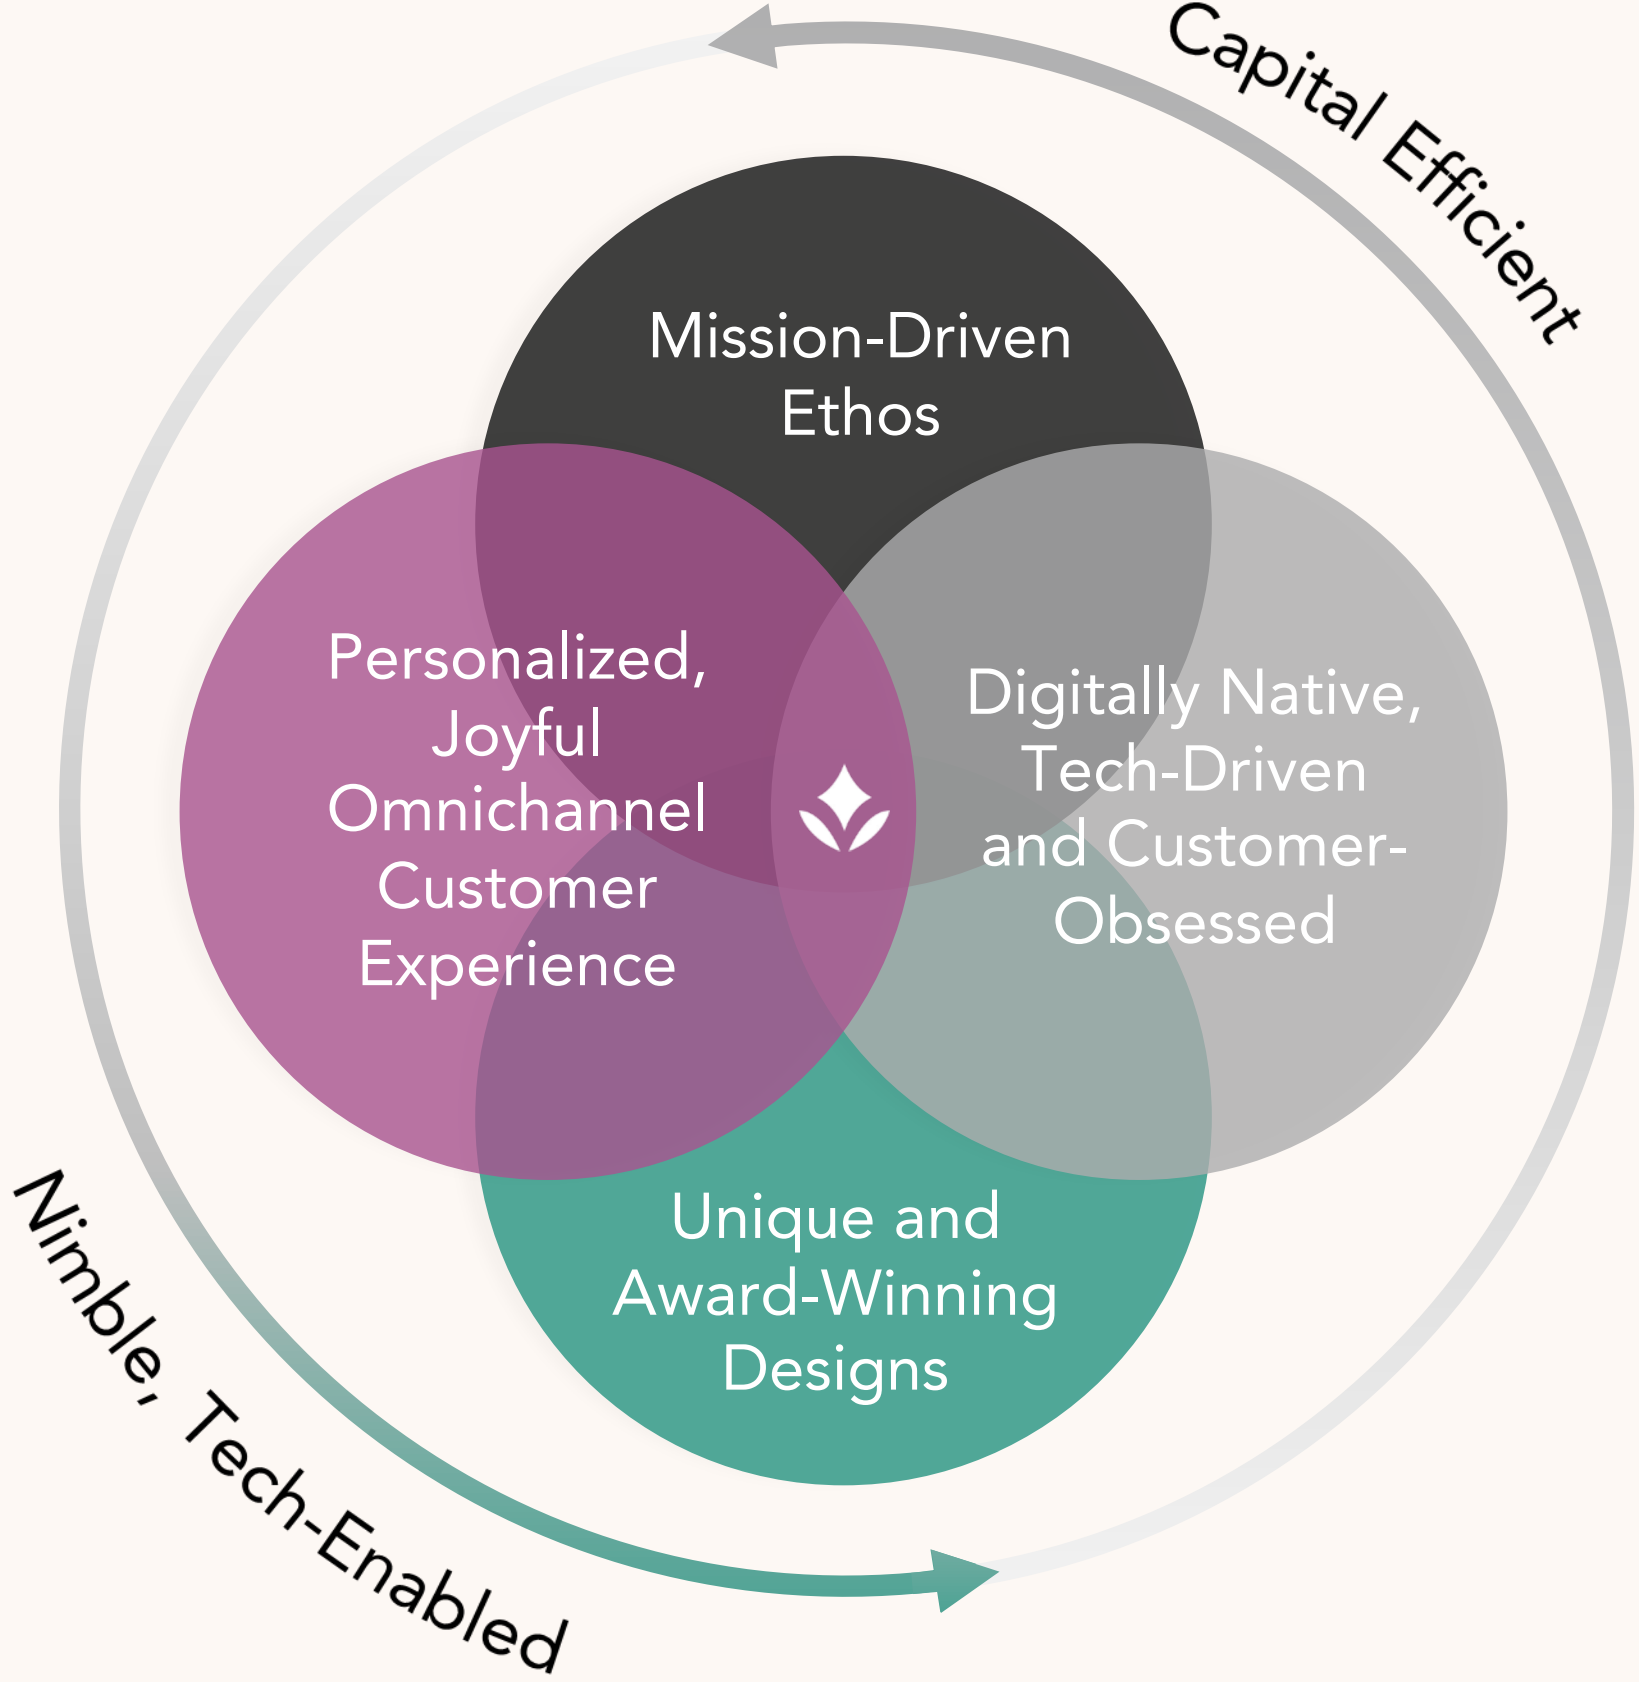 Capital Efficient
Mission-Driven
Ethos
Personalized,
Joyful
Omnichannel
Customer
Experience
Digitally Native,
Tech-Driven
and Customer-
Obsessed
Unique and
Award-Winning
Designs
Nimble, Tech-Enabled